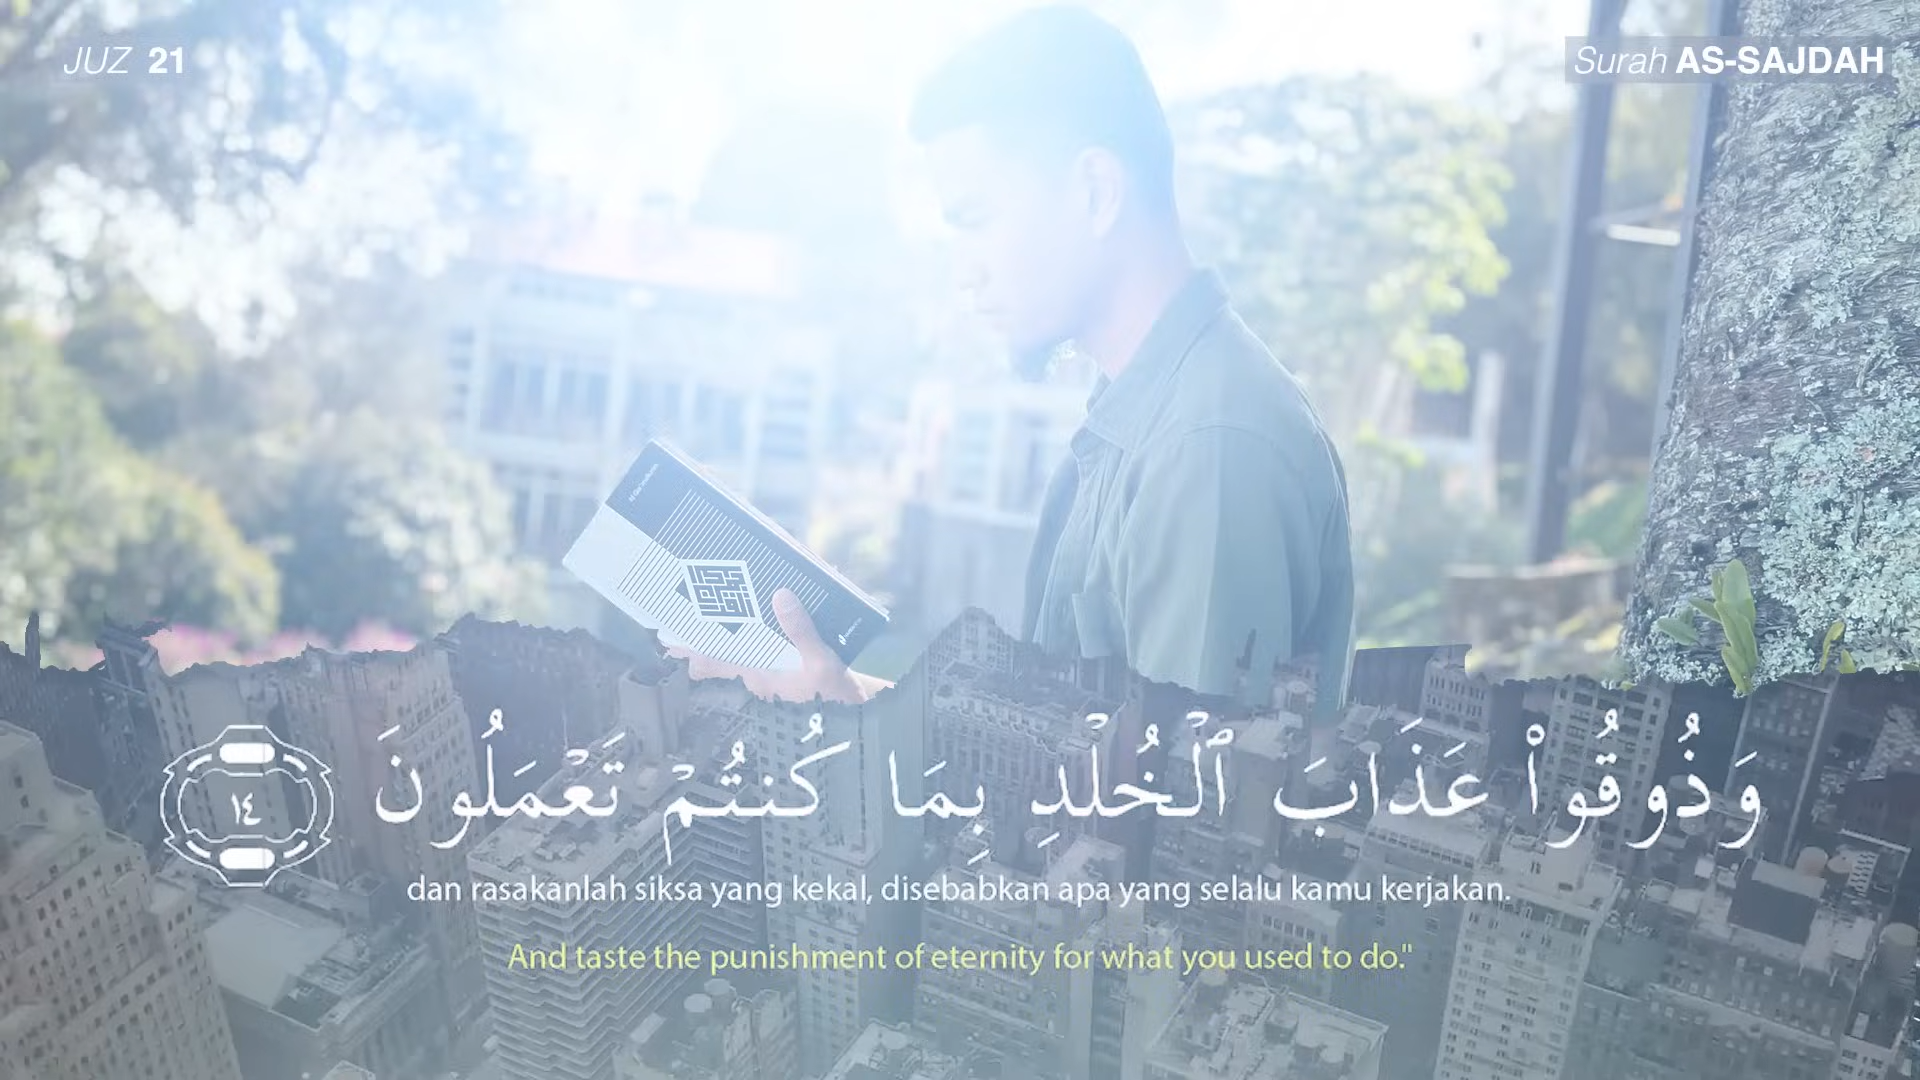 JUZ 21
Surah AS-SAJDAH
وَذُوقُوا۟ عَذَابَ ٱلْخُلْدِ بِمَا كُنتُمْ تَعْمَلُونَ ١٤
dan rasakanlah siksa yang kekal, disebabkan apa yang selalu kamu kerjakan.
And taste the punishment of eternity for what you used to do."